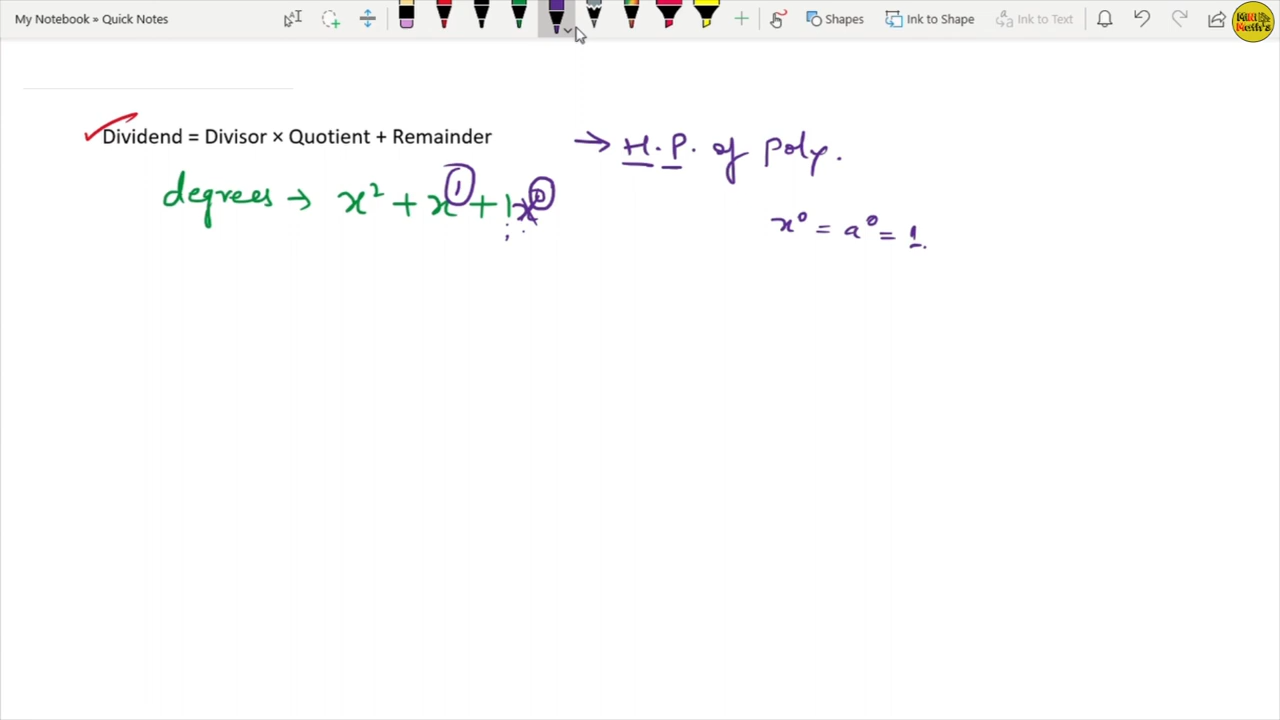 My Notebook » Quick Notes
Shapes
Ink to Shape
Ink to Text
Dividend = Divisor × Quotient + Remainder
→ H.P. of poly.
degrees → x² + x¹ + 1x⁰
x⁰ = a⁰ = 1.